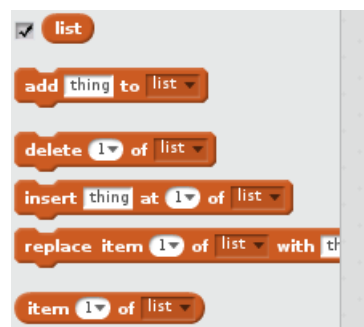 list
add thing to list
delete 1 of list
insert thing at 1 of list
replace item 1 of list with th
item 1 of list